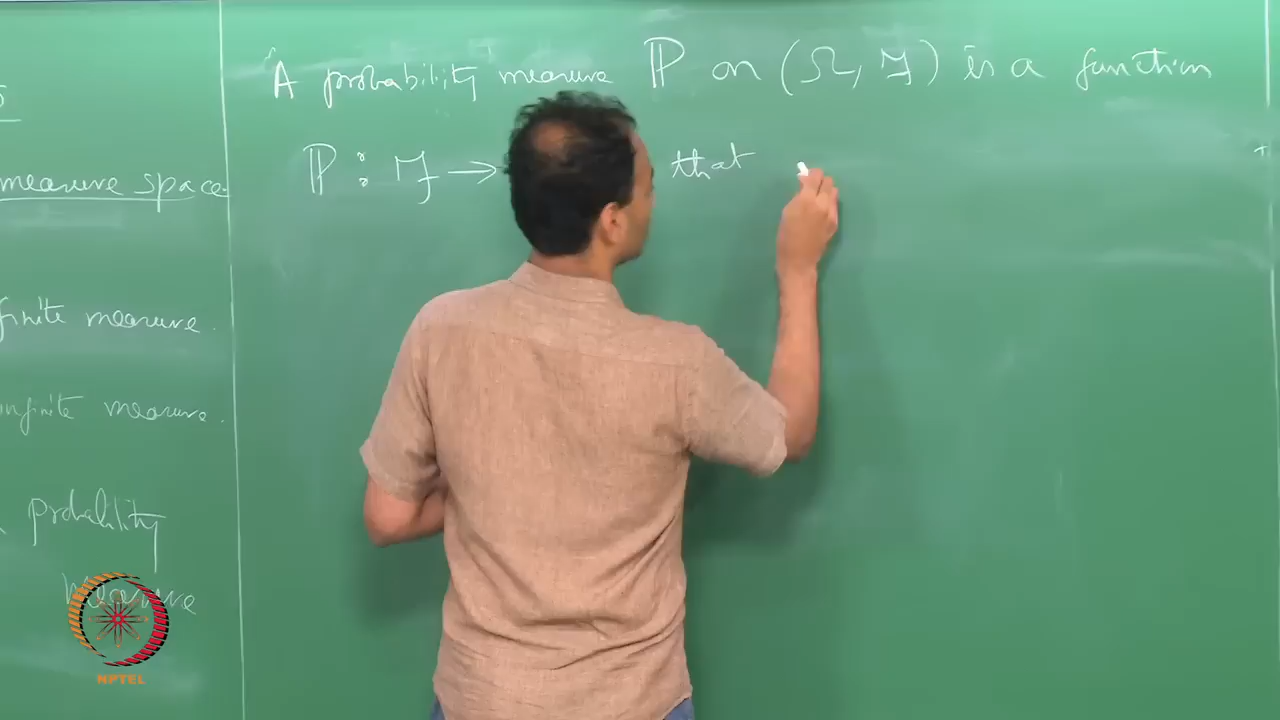 measure space
finite measure.
infinite measure.
probability
measure
A probability measure ℙ on (Ω, ℱ) is a function
ℙ : ℱ → that
NPTEL